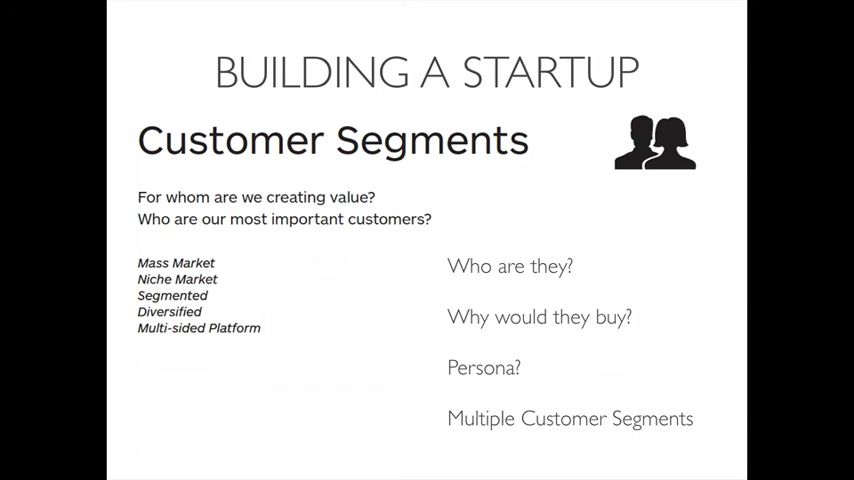 BUILDING A STARTUP
Customer Segments
For whom are we creating value?
Who are our most important customers?
Mass Market
Niche Market
Segmented
Diversified
Multi-sided Platform
Who are they?
Why would they buy?
Persona?
Multiple Customer Segments